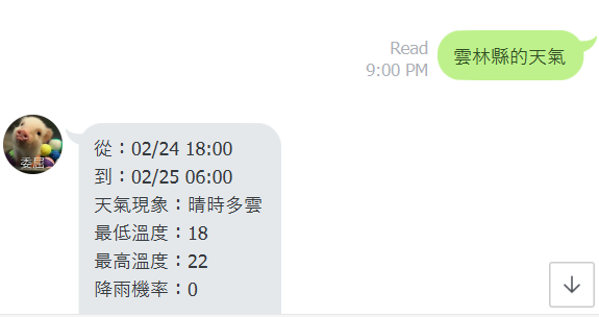 Read
9:00 PM
雲林縣的天氣
委屈
從：02/24 18:00
到：02/25 06:00
天氣現象：晴時多雲
最低溫度：18
最高溫度：22
降雨機率：0